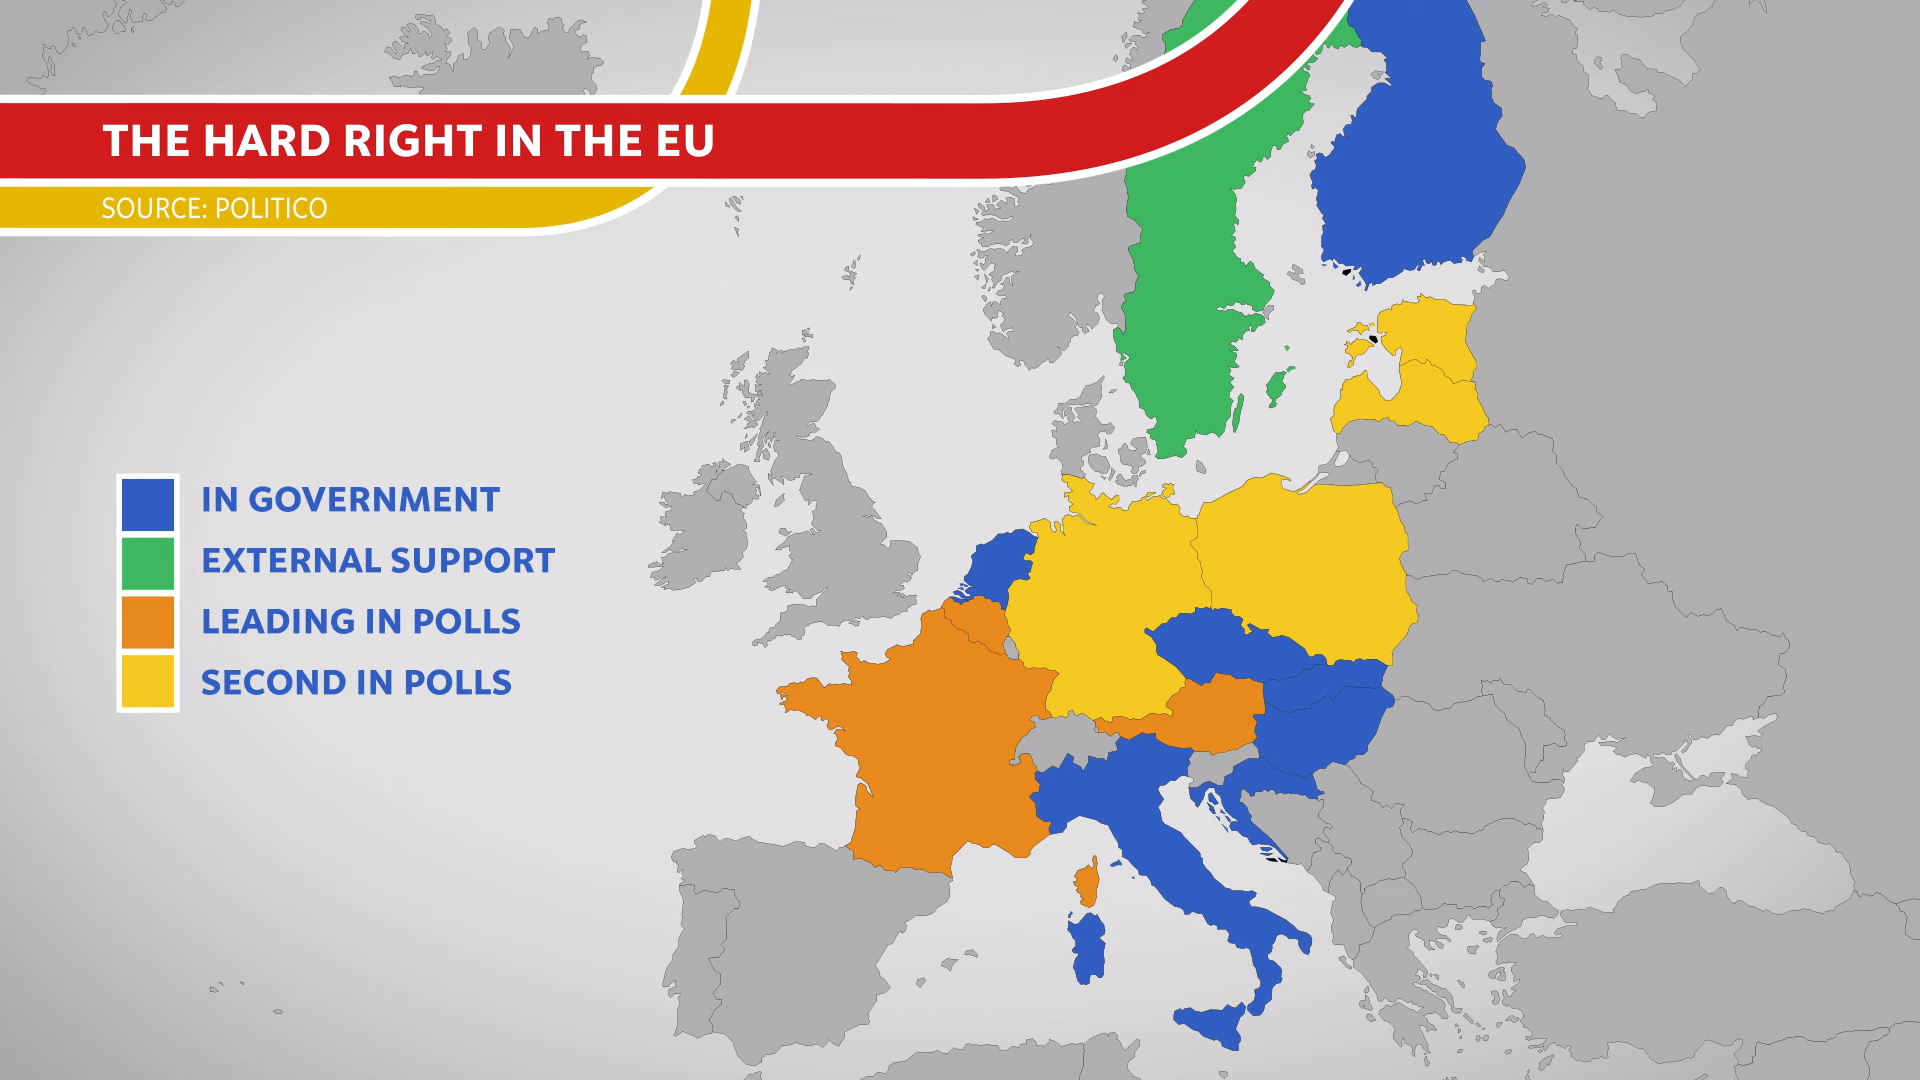 THE HARD RIGHT IN THE EU
SOURCE: POLITICO
IN GOVERNMENT
EXTERNAL SUPPORT
LEADING IN POLLS
SECOND IN POLLS